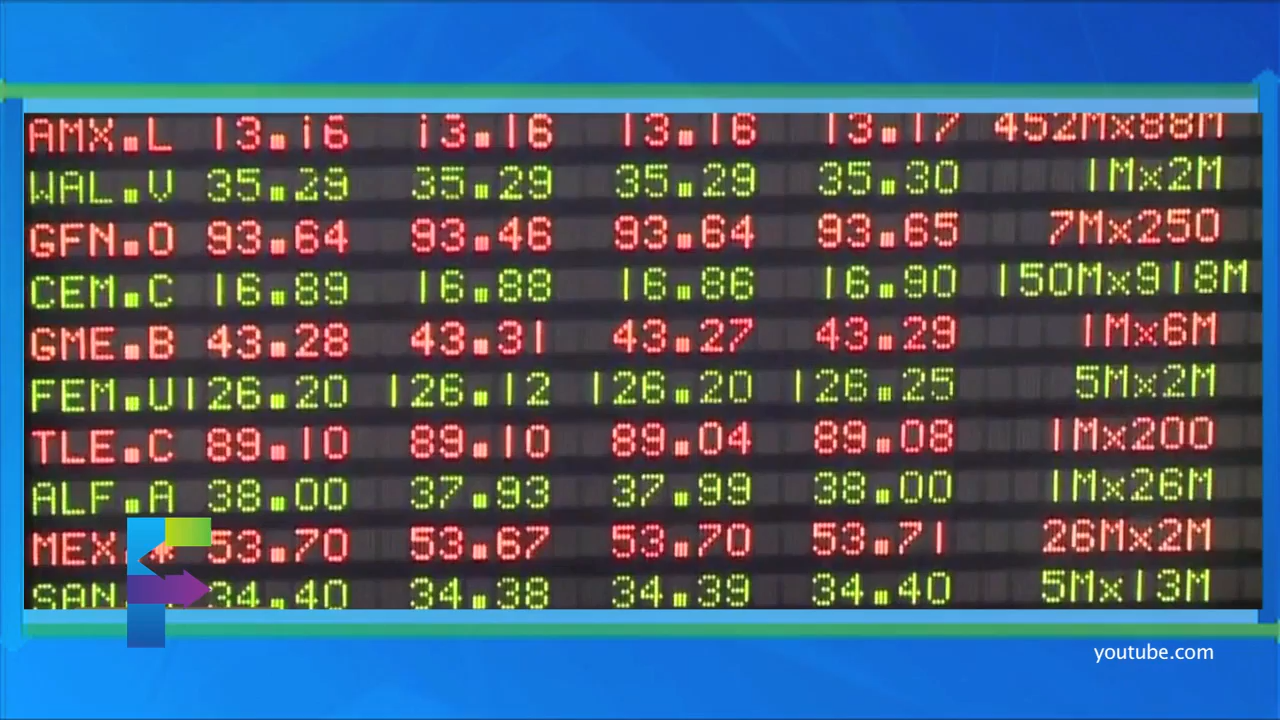 AMX.L 13.16 13.16 13.16 13.17 452Mx88M
WAL.V 35.29 35.29 35.29 35.30 1Mx2M
GFN.O 93.64 93.46 93.64 93.65 7Mx250
CEM.C 16.89 16.88 16.86 16.90 150Mx918M
GME.B 43.28 43.31 43.27 43.29 1Mx6M
FEM.U 126.20 126.12 126.20 126.25 5Mx2M
TLE.C 89.10 89.10 89.04 89.08 1Mx200
ALF.A 38.00 37.93 37.99 38.00 1Mx26M
MEX.* 53.70 53.67 53.70 53.71 26Mx2M
SAN 34.40 34.38 34.39 34.40 5Mx13M
youtube.com